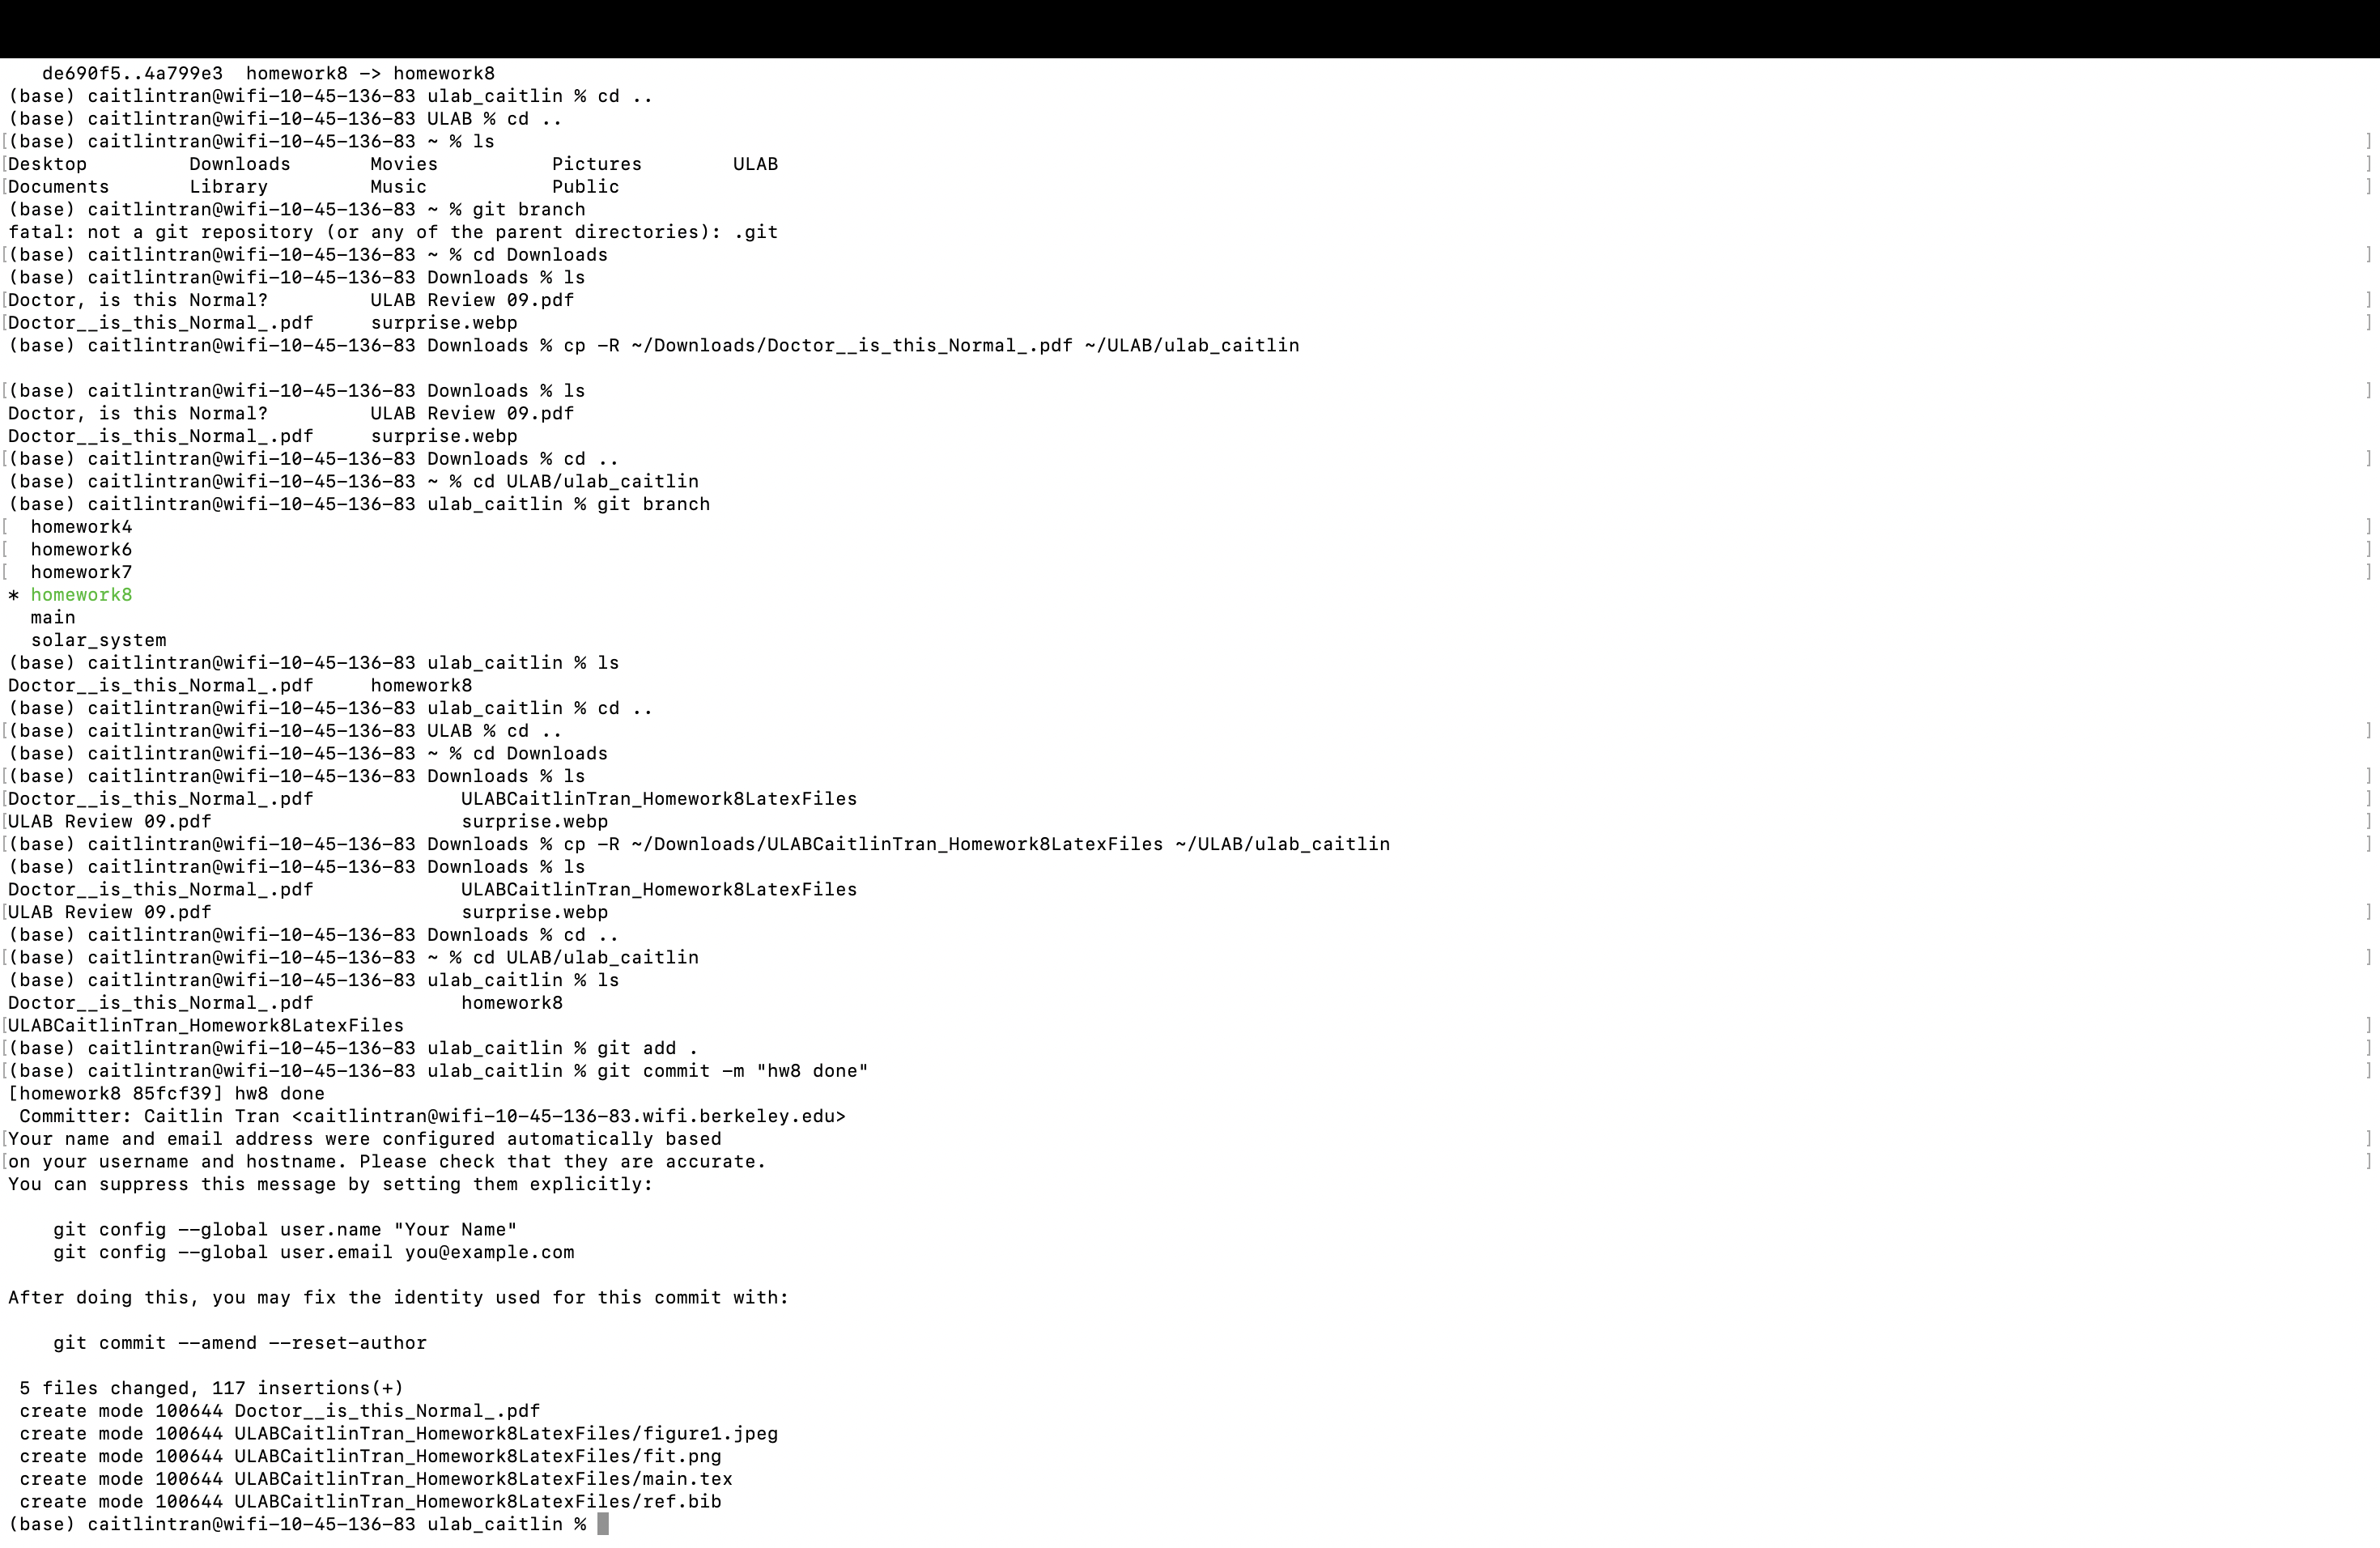 de690f5..4a799e3  homework8 -> homework8
(base) caitlintran@wifi-10-45-136-83 ulab_caitlin % cd ..
(base) caitlintran@wifi-10-45-136-83 ULAB % cd ..
[(base) caitlintran@wifi-10-45-136-83 ~ % ls ]
[Desktop         Downloads       Movies          Pictures        ULAB ]
[Documents       Library         Music           Public ]
(base) caitlintran@wifi-10-45-136-83 ~ % git branch
fatal: not a git repository (or any of the parent directories): .git
[(base) caitlintran@wifi-10-45-136-83 ~ % cd Downloads ]
(base) caitlintran@wifi-10-45-136-83 Downloads % ls
[Doctor, is this Normal?         ULAB Review 09.pdf ]
[Doctor__is_this_Normal_.pdf     surprise.webp ]
(base) caitlintran@wifi-10-45-136-83 Downloads % cp -R ~/Downloads/Doctor__is_this_Normal_.pdf ~/ULAB/ulab_caitlin
[(base) caitlintran@wifi-10-45-136-83 Downloads % ls ]
Doctor, is this Normal?         ULAB Review 09.pdf
Doctor__is_this_Normal_.pdf     surprise.webp
[(base) caitlintran@wifi-10-45-136-83 Downloads % cd .. ]
(base) caitlintran@wifi-10-45-136-83 ~ % cd ULAB/ulab_caitlin
(base) caitlintran@wifi-10-45-136-83 ulab_caitlin % git branch
[  homework4 ]
[  homework6 ]
[  homework7 ]
* homework8
  main
  solar_system
(base) caitlintran@wifi-10-45-136-83 ulab_caitlin % ls
Doctor__is_this_Normal_.pdf     homework8
(base) caitlintran@wifi-10-45-136-83 ulab_caitlin % cd ..
[(base) caitlintran@wifi-10-45-136-83 ULAB % cd .. ]
(base) caitlintran@wifi-10-45-136-83 ~ % cd Downloads
[(base) caitlintran@wifi-10-45-136-83 Downloads % ls ]
[Doctor__is_this_Normal_.pdf             ULABCaitlinTran_Homework8LatexFiles ]
[ULAB Review 09.pdf                      surprise.webp ]
[(base) caitlintran@wifi-10-45-136-83 Downloads % cp -R ~/Downloads/ULABCaitlinTran_Homework8LatexFiles ~/ULAB/ulab_caitlin ]
(base) caitlintran@wifi-10-45-136-83 Downloads % ls
Doctor__is_this_Normal_.pdf             ULABCaitlinTran_Homework8LatexFiles
[ULAB Review 09.pdf                      surprise.webp ]
(base) caitlintran@wifi-10-45-136-83 Downloads % cd ..
[(base) caitlintran@wifi-10-45-136-83 ~ % cd ULAB/ulab_caitlin ]
(base) caitlintran@wifi-10-45-136-83 ulab_caitlin % ls
Doctor__is_this_Normal_.pdf             homework8
[ULABCaitlinTran_Homework8LatexFiles ]
[(base) caitlintran@wifi-10-45-136-83 ulab_caitlin % git add . ]
[(base) caitlintran@wifi-10-45-136-83 ulab_caitlin % git commit -m "hw8 done" ]
[homework8 85fcf39] hw8 done
 Committer: Caitlin Tran <caitlintran@wifi-10-45-136-83.wifi.berkeley.edu>
[Your name and email address were configured automatically based ]
[on your username and hostname. Please check that they are accurate. ]
You can suppress this message by setting them explicitly:
    git config --global user.name "Your Name"
    git config --global user.email you@example.com
After doing this, you may fix the identity used for this commit with:
    git commit --amend --reset-author
 5 files changed, 117 insertions(+)
 create mode 100644 Doctor__is_this_Normal_.pdf
 create mode 100644 ULABCaitlinTran_Homework8LatexFiles/figure1.jpeg
 create mode 100644 ULABCaitlinTran_Homework8LatexFiles/fit.png
 create mode 100644 ULABCaitlinTran_Homework8LatexFiles/main.tex
 create mode 100644 ULABCaitlinTran_Homework8LatexFiles/ref.bib
(base) caitlintran@wifi-10-45-136-83 ulab_caitlin %